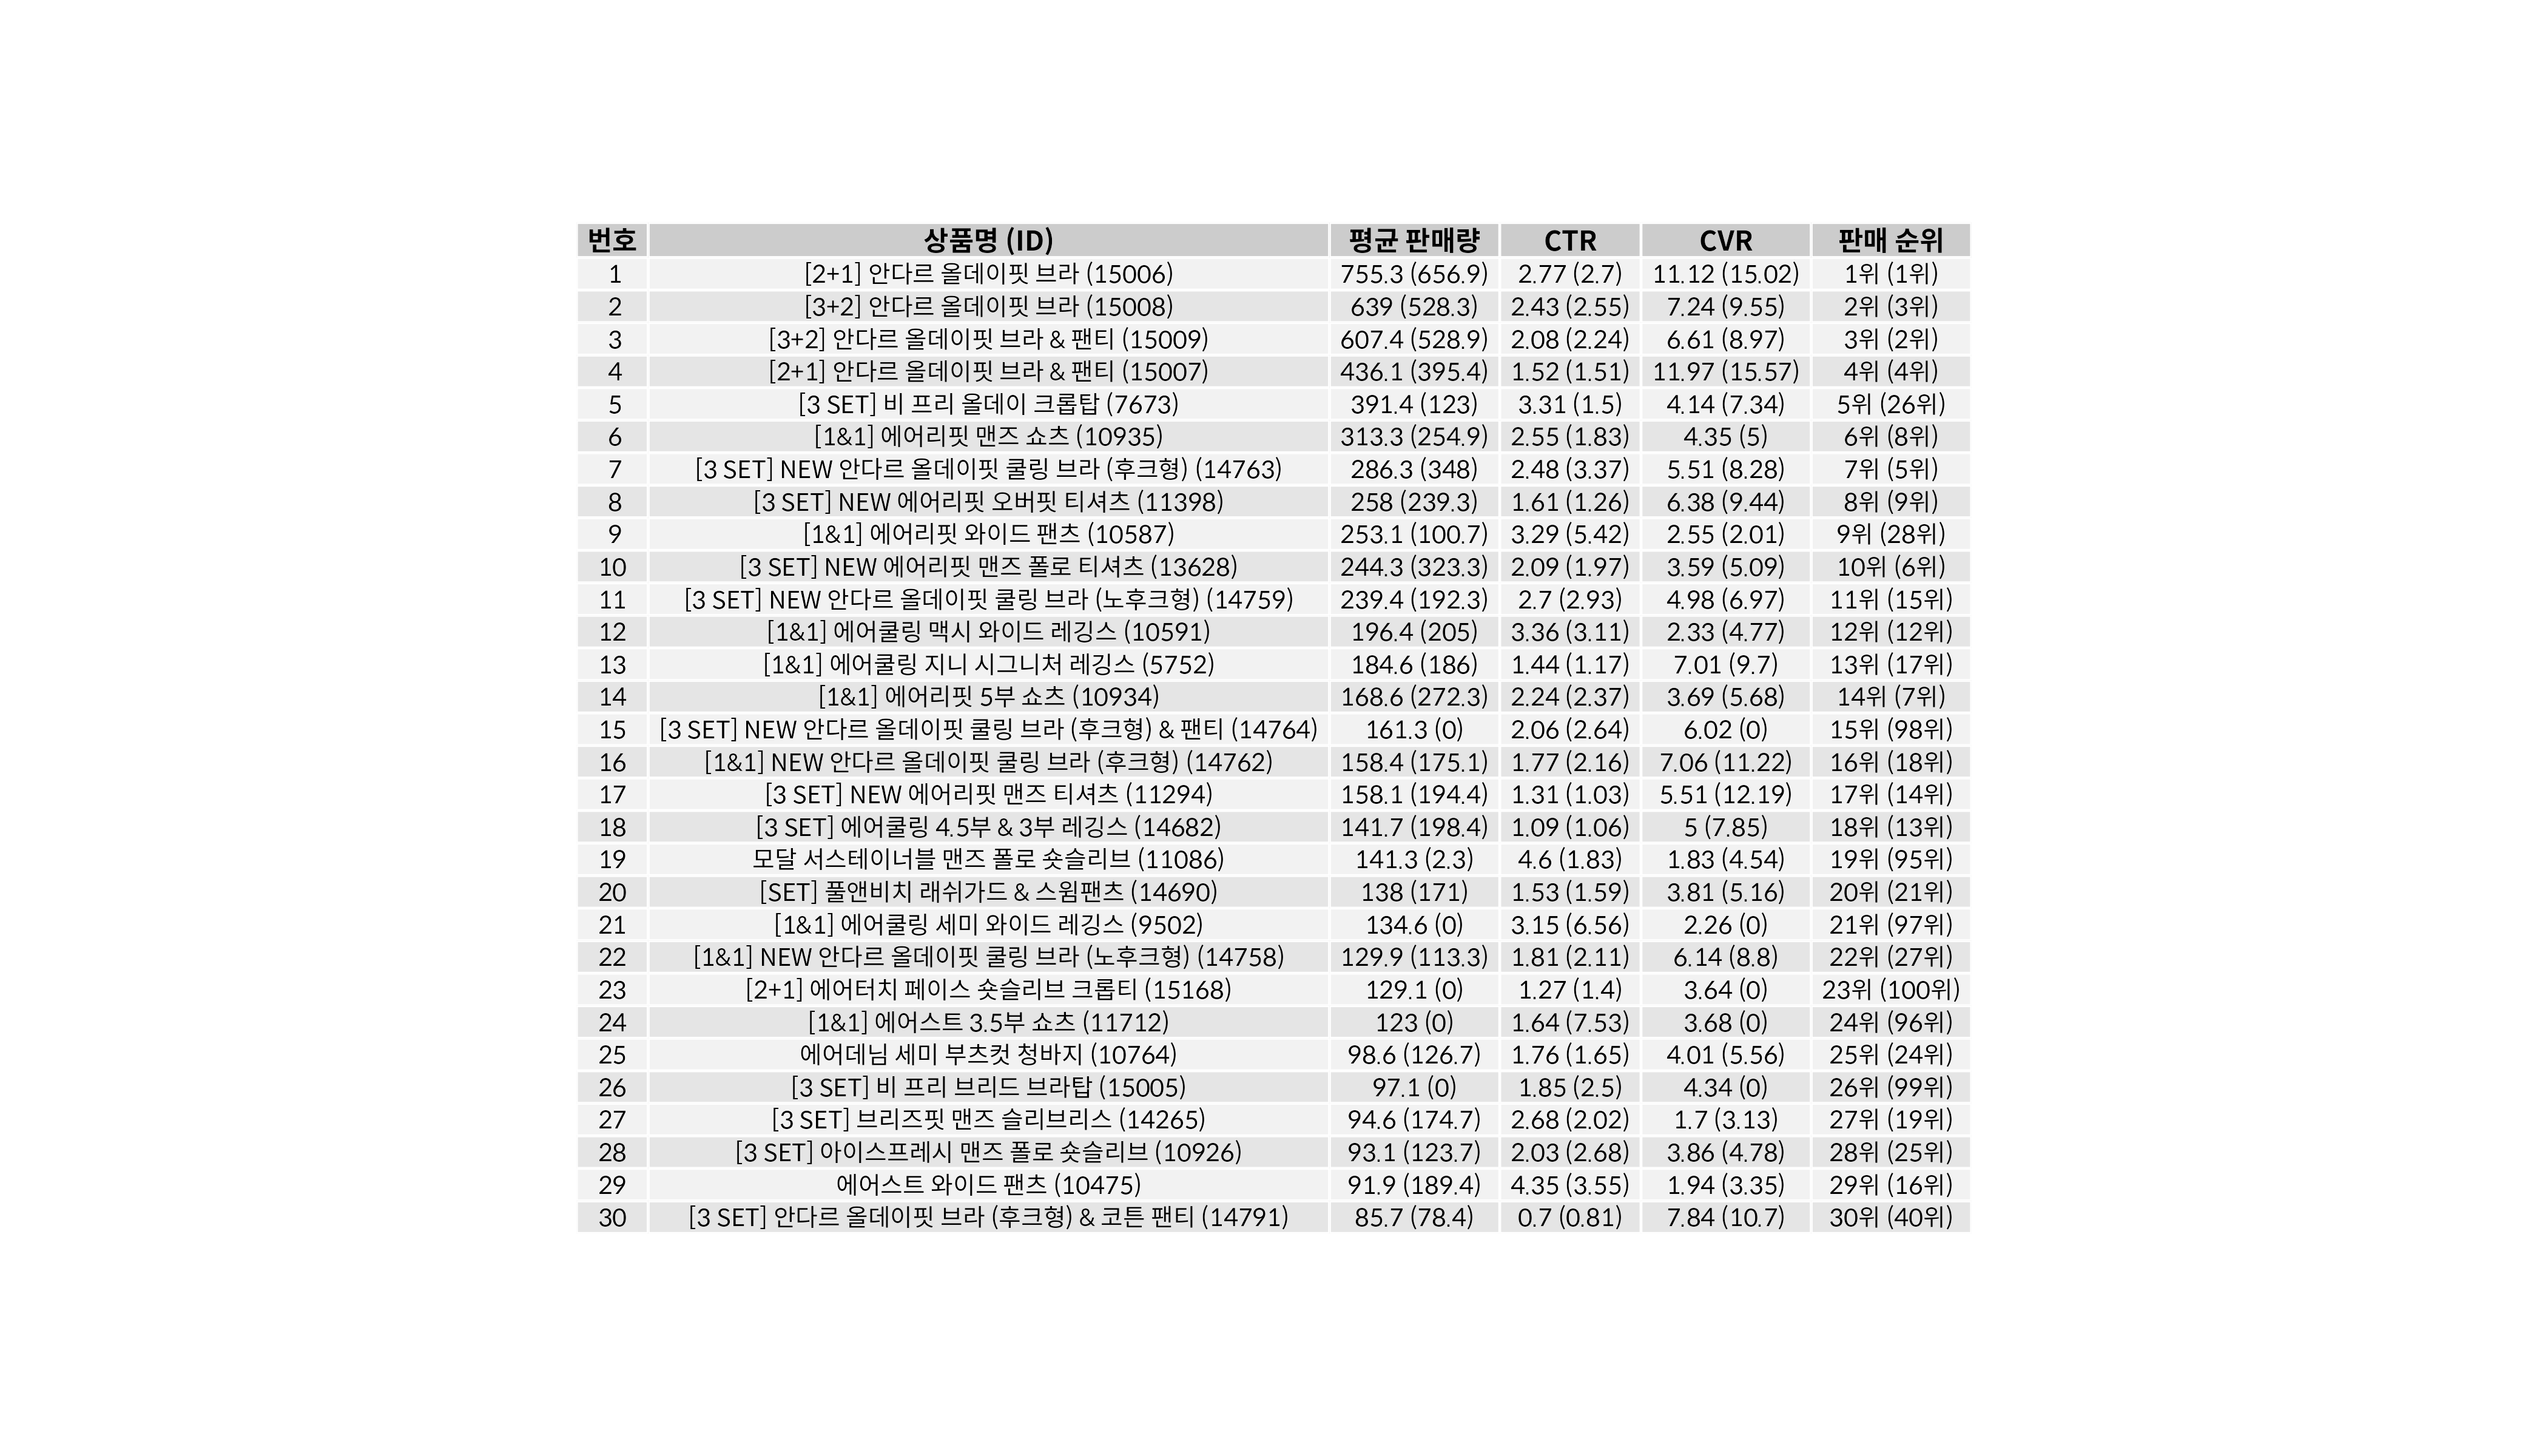 번호 상품명 (ID) 평균 판매량 CTR CVR 판매 순위
1 [2+1] 안다르 올데이핏 브라 (15006) 755.3 (656.9) 2.77 (2.7) 11.12 (15.02) 1위 (1위)
2 [3+2] 안다르 올데이핏 브라 (15008) 639 (528.3) 2.43 (2.55) 7.24 (9.55) 2위 (3위)
3 [3+2] 안다르 올데이핏 브라 & 팬티 (15009) 607.4 (528.9) 2.08 (2.24) 6.61 (8.97) 3위 (2위)
4 [2+1] 안다르 올데이핏 브라 & 팬티 (15007) 436.1 (395.4) 1.52 (1.51) 11.97 (15.57) 4위 (4위)
5 [3 SET] 비 프리 올데이 크롭탑 (7673) 391.4 (123) 3.31 (1.5) 4.14 (7.34) 5위 (26위)
6 [1&1] 에어리핏 맨즈 쇼츠 (10935) 313.3 (254.9) 2.55 (1.83) 4.35 (5) 6위 (8위)
7 [3 SET] NEW 안다르 올데이핏 쿨링 브라 (후크형) (14763) 286.3 (348) 2.48 (3.37) 5.51 (8.28) 7위 (5위)
8 [3 SET] NEW 에어리핏 오버핏 티셔츠 (11398) 258 (239.3) 1.61 (1.26) 6.38 (9.44) 8위 (9위)
9 [1&1] 에어리핏 와이드 팬츠 (10587) 253.1 (100.7) 3.29 (5.42) 2.55 (2.01) 9위 (28위)
10 [3 SET] NEW 에어리핏 맨즈 폴로 티셔츠 (13628) 244.3 (323.3) 2.09 (1.97) 3.59 (5.09) 10위 (6위)
11 [3 SET] NEW 안다르 올데이핏 쿨링 브라 (노후크형) (14759) 239.4 (192.3) 2.7 (2.93) 4.98 (6.97) 11위 (15위)
12 [1&1] 에어쿨링 맥시 와이드 레깅스 (10591) 196.4 (205) 3.36 (3.11) 2.33 (4.77) 12위 (12위)
13 [1&1] 에어쿨링 지니 시그니처 레깅스 (5752) 184.6 (186) 1.44 (1.17) 7.01 (9.7) 13위 (17위)
14 [1&1] 에어리핏 5부 쇼츠 (10934) 168.6 (272.3) 2.24 (2.37) 3.69 (5.68) 14위 (7위)
15 [3 SET] NEW 안다르 올데이핏 쿨링 브라 (후크형) & 팬티 (14764) 161.3 (0) 2.06 (2.64) 6.02 (0) 15위 (98위)
16 [1&1] NEW 안다르 올데이핏 쿨링 브라 (후크형) (14762) 158.4 (175.1) 1.77 (2.16) 7.06 (11.22) 16위 (18위)
17 [3 SET] NEW 에어리핏 맨즈 티셔츠 (11294) 158.1 (194.4) 1.31 (1.03) 5.51 (12.19) 17위 (14위)
18 [3 SET] 에어쿨링 4.5부 & 3부 레깅스 (14682) 141.7 (198.4) 1.09 (1.06) 5 (7.85) 18위 (13위)
19 모달 서스테이너블 맨즈 폴로 숏슬리브 (11086) 141.3 (2.3) 4.6 (1.83) 1.83 (4.54) 19위 (95위)
20 [SET] 풀앤비치 래쉬가드 & 스윔팬츠 (14690) 138 (171) 1.53 (1.59) 3.81 (5.16) 20위 (21위)
21 [1&1] 에어쿨링 세미 와이드 레깅스 (9502) 134.6 (0) 3.15 (6.56) 2.26 (0) 21위 (97위)
22 [1&1] NEW 안다르 올데이핏 쿨링 브라 (노후크형) (14758) 129.9 (113.3) 1.81 (2.11) 6.14 (8.8) 22위 (27위)
23 [2+1] 에어터치 페이스 숏슬리브 크롭티 (15168) 129.1 (0) 1.27 (1.4) 3.64 (0) 23위 (100위)
24 [1&1] 에어스트 3.5부 쇼츠 (11712) 123 (0) 1.64 (7.53) 3.68 (0) 24위 (96위)
25 에어데님 세미 부츠컷 청바지 (10764) 98.6 (126.7) 1.76 (1.65) 4.01 (5.56) 25위 (24위)
26 [3 SET] 비 프리 브리드 브라탑 (15005) 97.1 (0) 1.85 (2.5) 4.34 (0) 26위 (99위)
27 [3 SET] 브리즈핏 맨즈 슬리브리스 (14265) 94.6 (174.7) 2.68 (2.02) 1.7 (3.13) 27위 (19위)
28 [3 SET] 아이스프레시 맨즈 폴로 숏슬리브 (10926) 93.1 (123.7) 2.03 (2.68) 3.86 (4.78) 28위 (25위)
29 에어스트 와이드 팬츠 (10475) 91.9 (189.4) 4.35 (3.55) 1.94 (3.35) 29위 (16위)
30 [3 SET] 안다르 올데이핏 브라 (후크형) & 코튼 팬티 (14791) 85.7 (78.4) 0.7 (0.81) 7.84 (10.7) 30위 (40위)